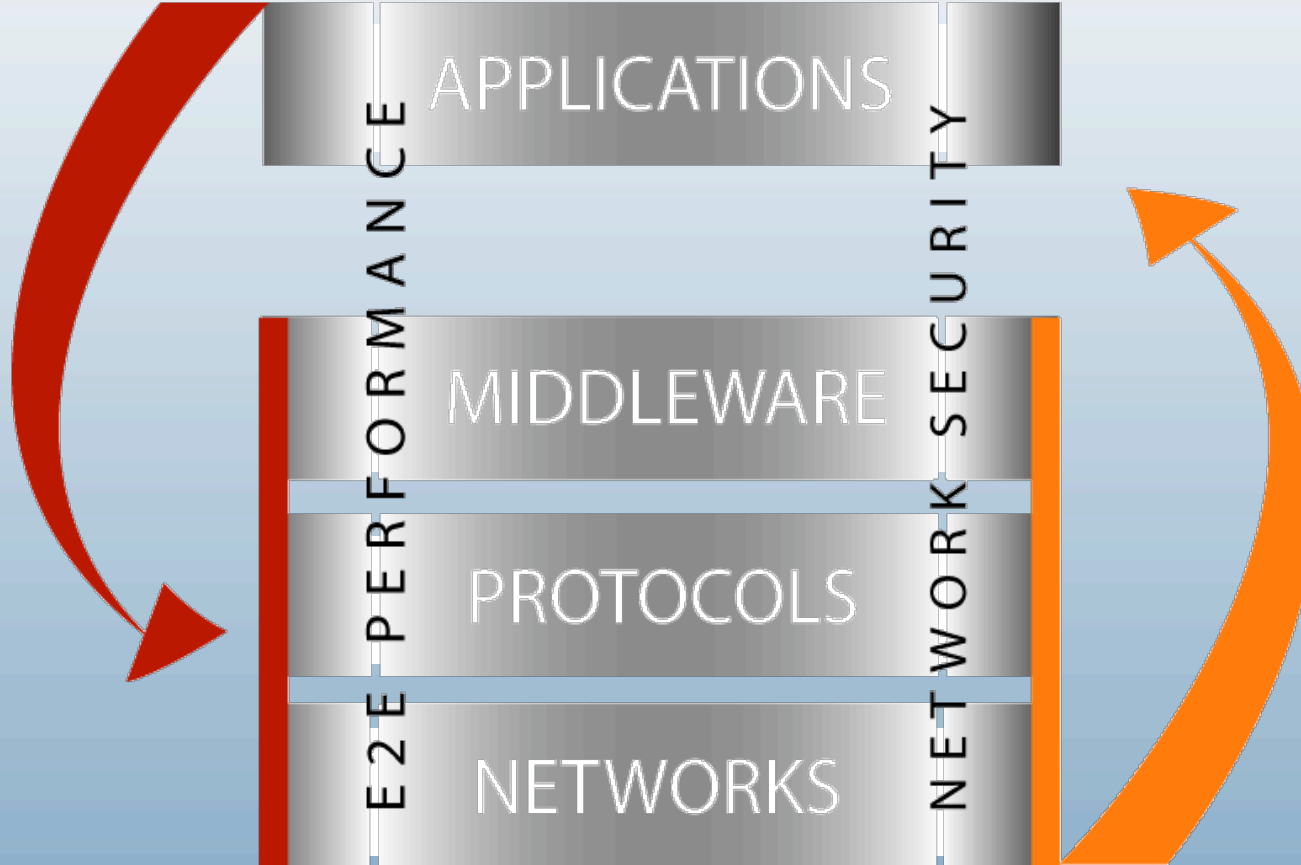 APPLICATIONS
MIDDLEWARE
PROTOCOLS
NETWORKS
E2E PERFORMANCE
NETWORK SECURITY